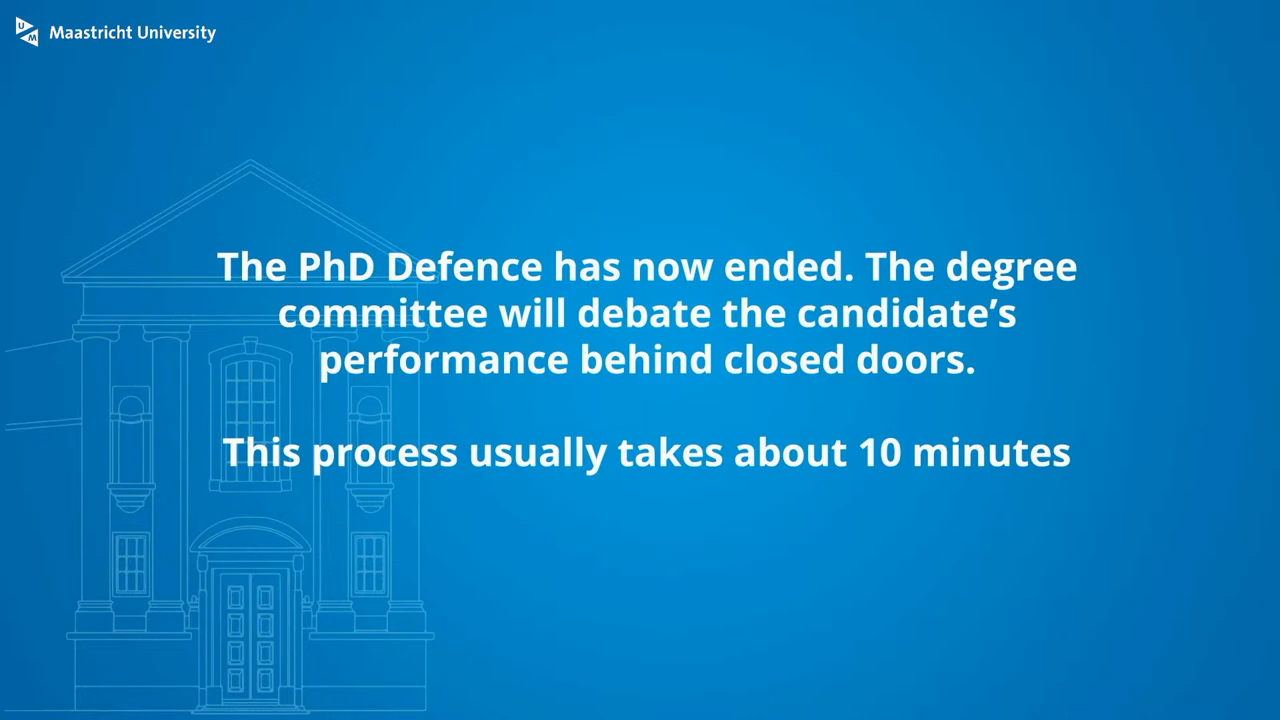 UM
Maastricht University
The PhD Defence has now ended. The degree
committee will debate the candidate’s
performance behind closed doors.
This process usually takes about 10 minutes